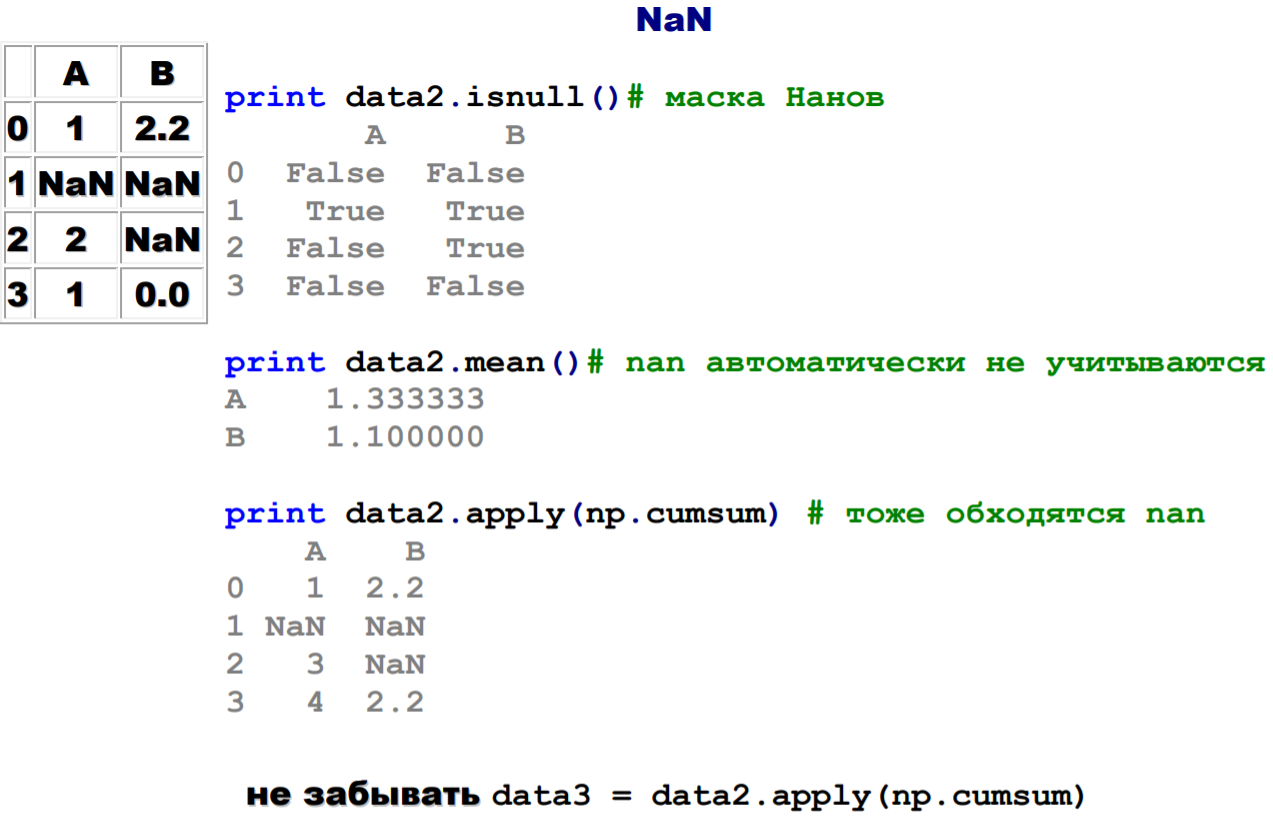 NaN
A B
0 1 2.2
1 NaN NaN
2 2 NaN
3 1 0.0
print data2.isnull()# маска Нанов
A B
0 False False
1 True True
2 False True
3 False False
print data2.mean()# nan автоматически не учитываются
A 1.333333
B 1.100000
print data2.apply(np.cumsum) # тоже обходятся nan
A B
0 1 2.2
1 NaN NaN
2 3 NaN
3 4 2.2
не забывать data3 = data2.apply(np.cumsum)